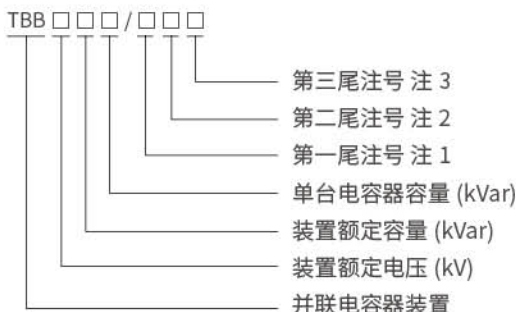 TBB□□□/□□□
第三尾注号 注 3
第二尾注号 注 2
第一尾注号 注 1
单台电容器容量 (kVar)
装置额定容量 (kVar)
装置额定电压 (kV)
并联电容器装置